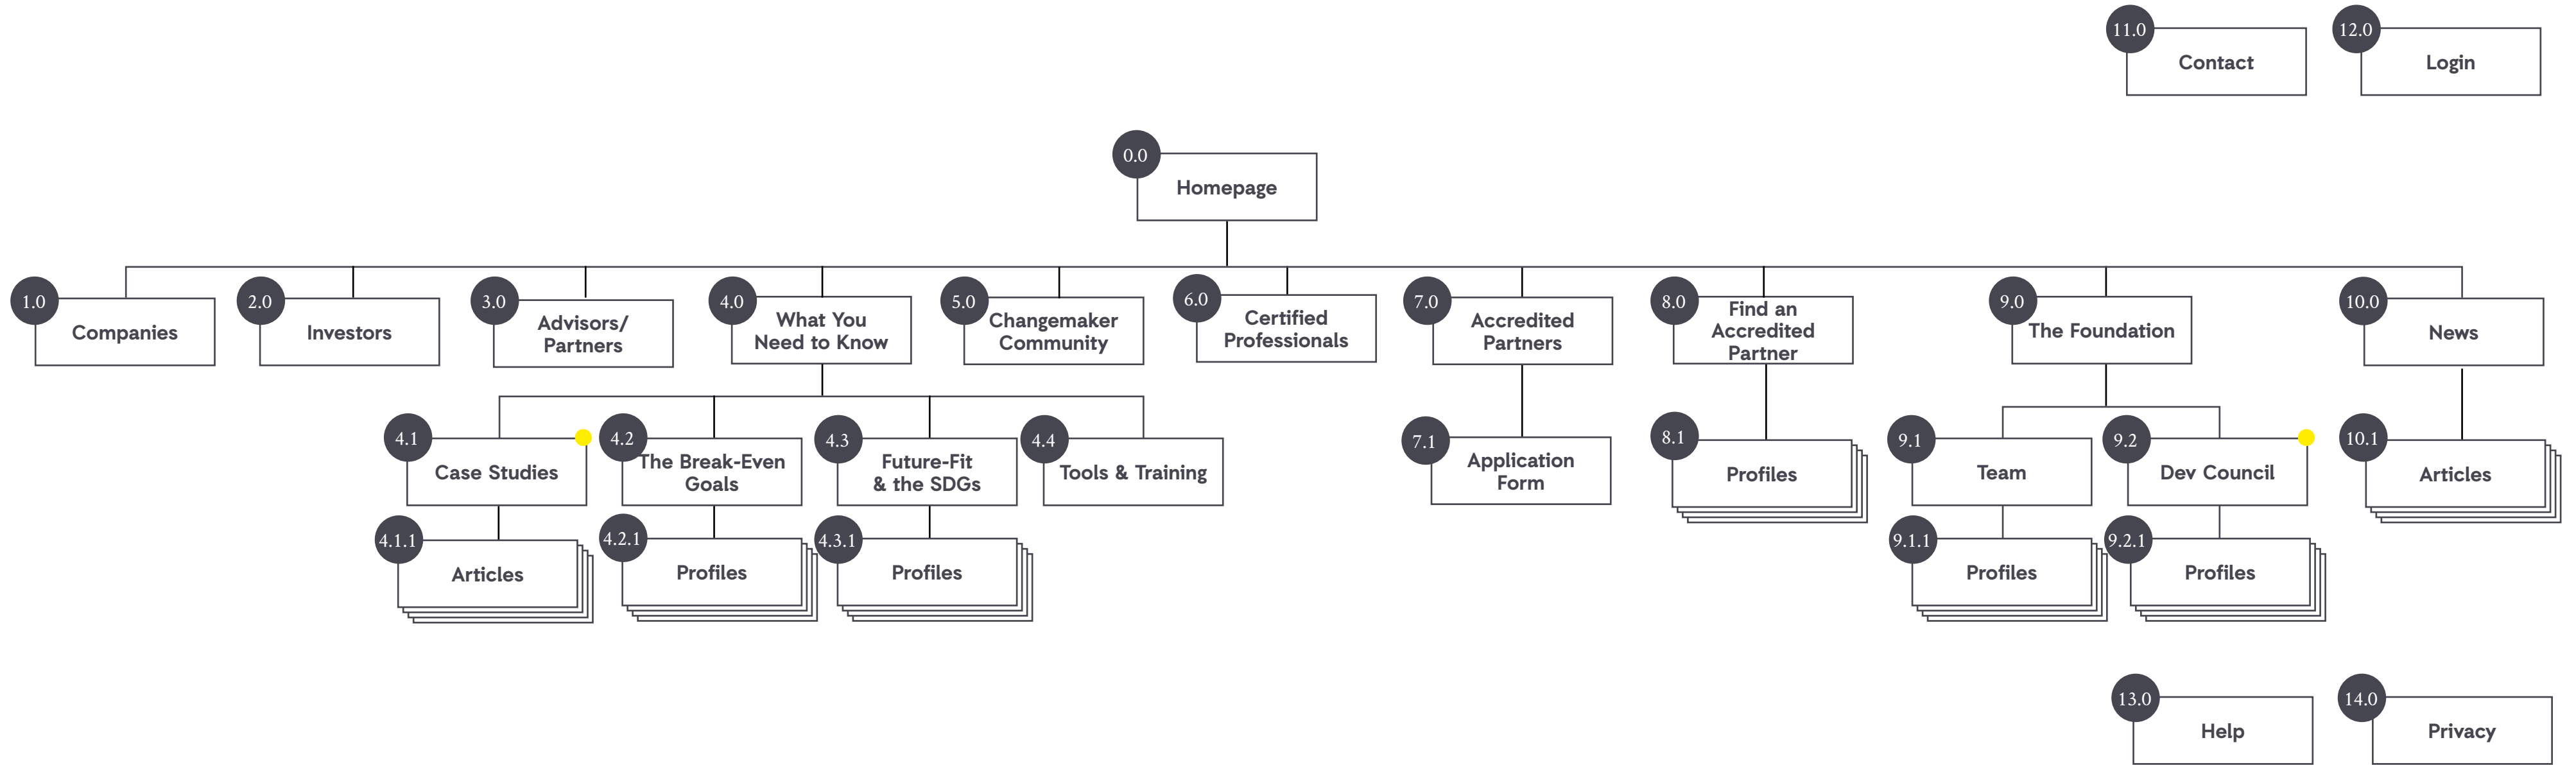 11.0
Contact
12.0
Login
0.0
Homepage
1.0
Companies
2.0
Investors
3.0
Advisors/
Partners
4.0
What You
Need to Know
5.0
Changemaker
Community
6.0
Certified
Professionals
7.0
Accredited
Partners
8.0
Find an
Accredited
Partner
9.0
The Foundation
10.0
News
4.1
Case Studies
4.2
The Break-Even
Goals
4.3
Future-Fit
& the SDGs
4.4
Tools & Training
7.1
Application
Form
8.1
Profiles
9.1
Team
9.2
Dev Council
10.1
Articles
4.1.1
Articles
4.2.1
Profiles
4.3.1
Profiles
9.1.1
Profiles
9.2.1
Profiles
13.0
Help
14.0
Privacy